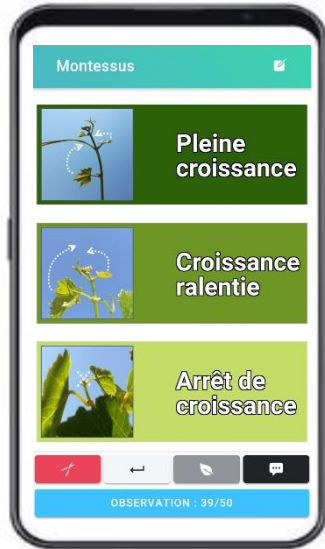 Montessus
Pleine
croissance
Croissance
ralentie
Arrêt de
croissance
OBSERVATION : 39/50